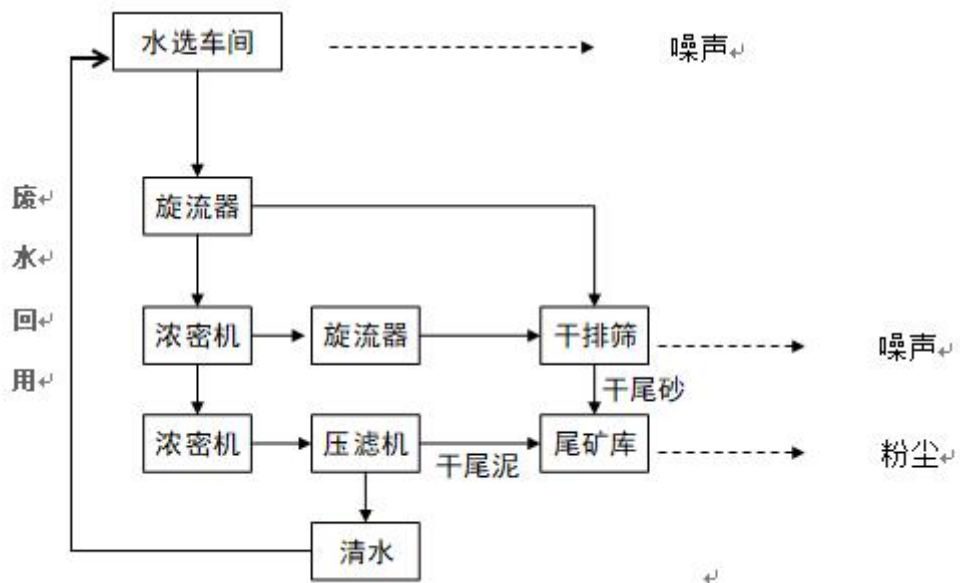 水选车间
噪声
旋流器
废
水
回
用
浓密机
旋流器
干排筛
噪声
干尾砂
浓密机
压滤机
尾矿库
干尾泥
粉尘
清水